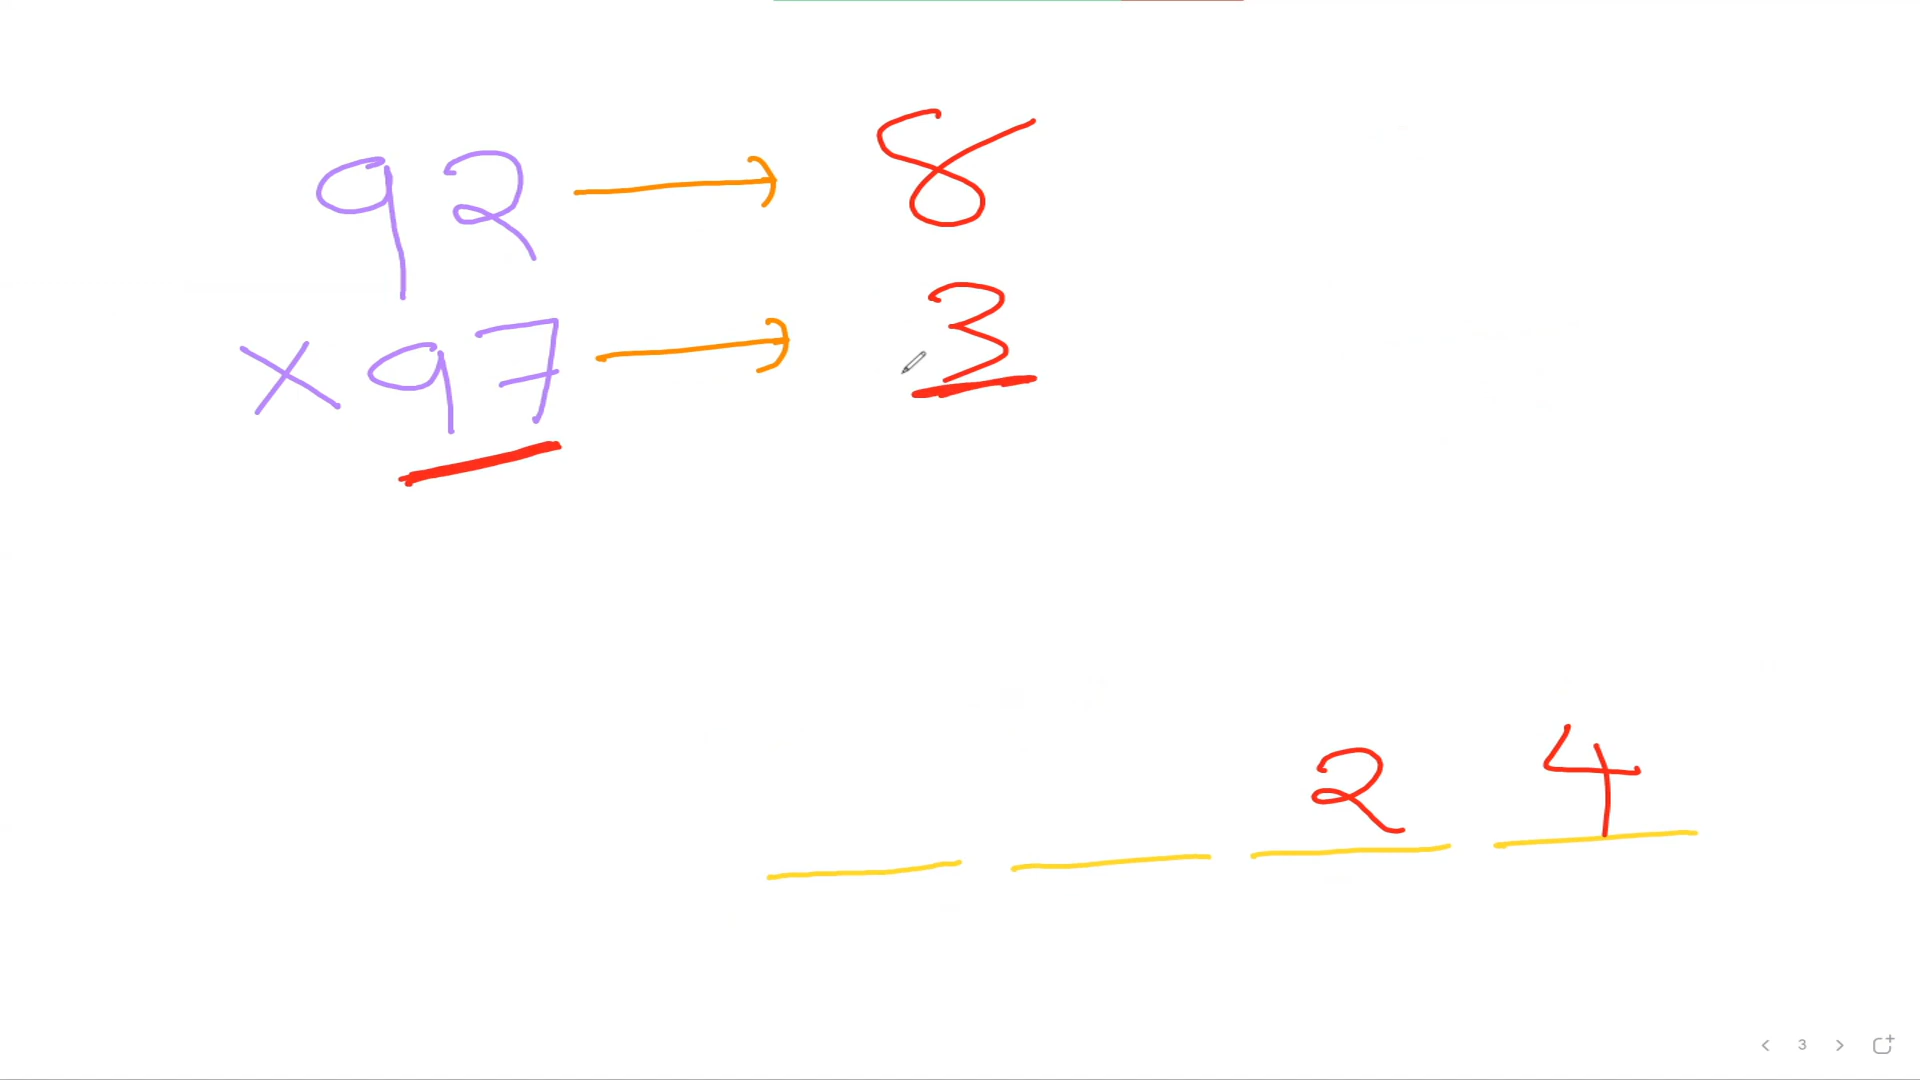 92 → 8
× 97 → 3
2 4
3